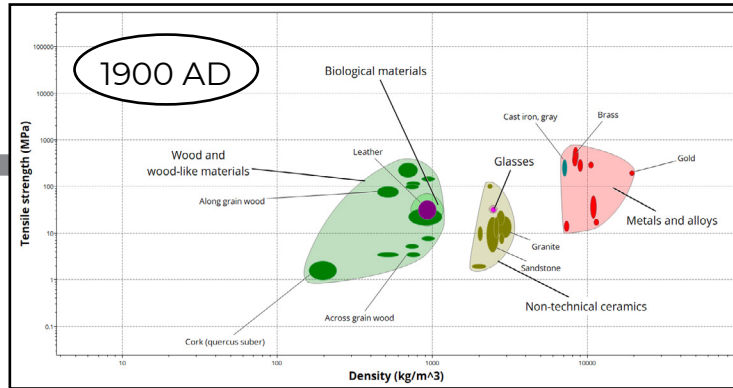 1900 AD
Tensile strength (MPa)
100000
10000
1000
100
10
1
0.1
Biological materials
Leather
Wood and
wood-like materials
Along grain wood
Across grain wood
Cork (quercus suber)
Glasses
Granite
Sandstone
Non-technical ceramics
Cast iron, gray
Brass
Gold
Metals and alloys
10
100
1000
10000
Density (kg/m^3)